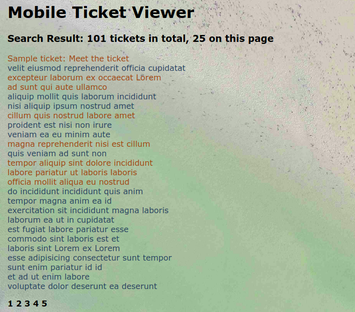 Mobile Ticket Viewer
Search Result: 101 tickets in total, 25 on this page
Sample ticket: Meet the ticket
velit eiusmod reprehenderit officia cupidatat
excepteur laborum ex occaecat Lorem
ad sunt qui aute ullamco
aliquip mollit quis laborum incididunt
nisi aliquip ipsum nostrud amet
cillum quis nostrud labore amet
proident est nisi non irure
veniam ea eu minim aute
magna reprehenderit nisi est cillum
quis veniam ad sunt non
tempor aliquip sint dolore incididunt
labore pariatur ut laboris laboris
officia mollit aliqua eu nostrud
do incididunt incididunt quis anim
tempor magna anim ea id
exercitation sit incididunt magna laboris
laborum ea ut in cupidatat
est fugiat labore pariatur esse
commodo sint laboris est et
laboris sint Lorem ex Lorem
esse adipisicing consectetur sunt tempor
sunt enim pariatur id id
et ad ut enim labore
voluptate dolor deserunt ea deserunt
1 2 3 4 5